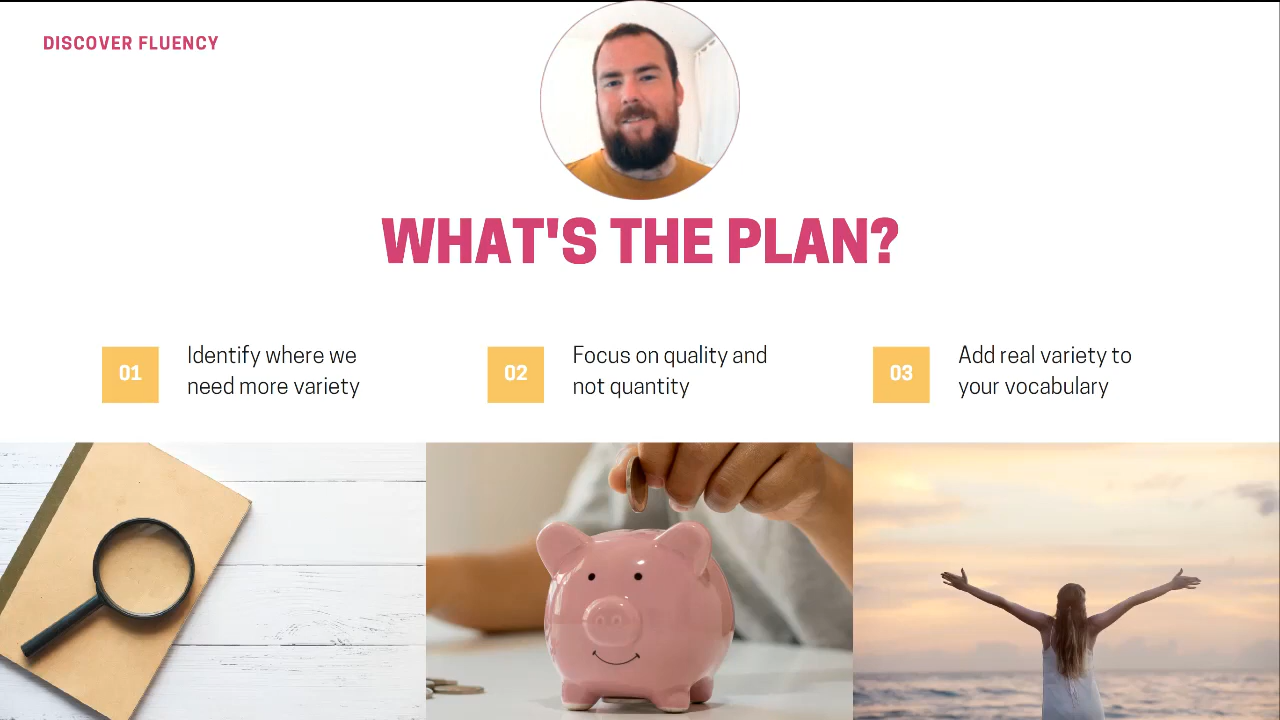 DISCOVER FLUENCY
WHAT'S THE PLAN?
01
Identify where we
need more variety
02
Focus on quality and
not quantity
03
Add real variety to
your vocabulary